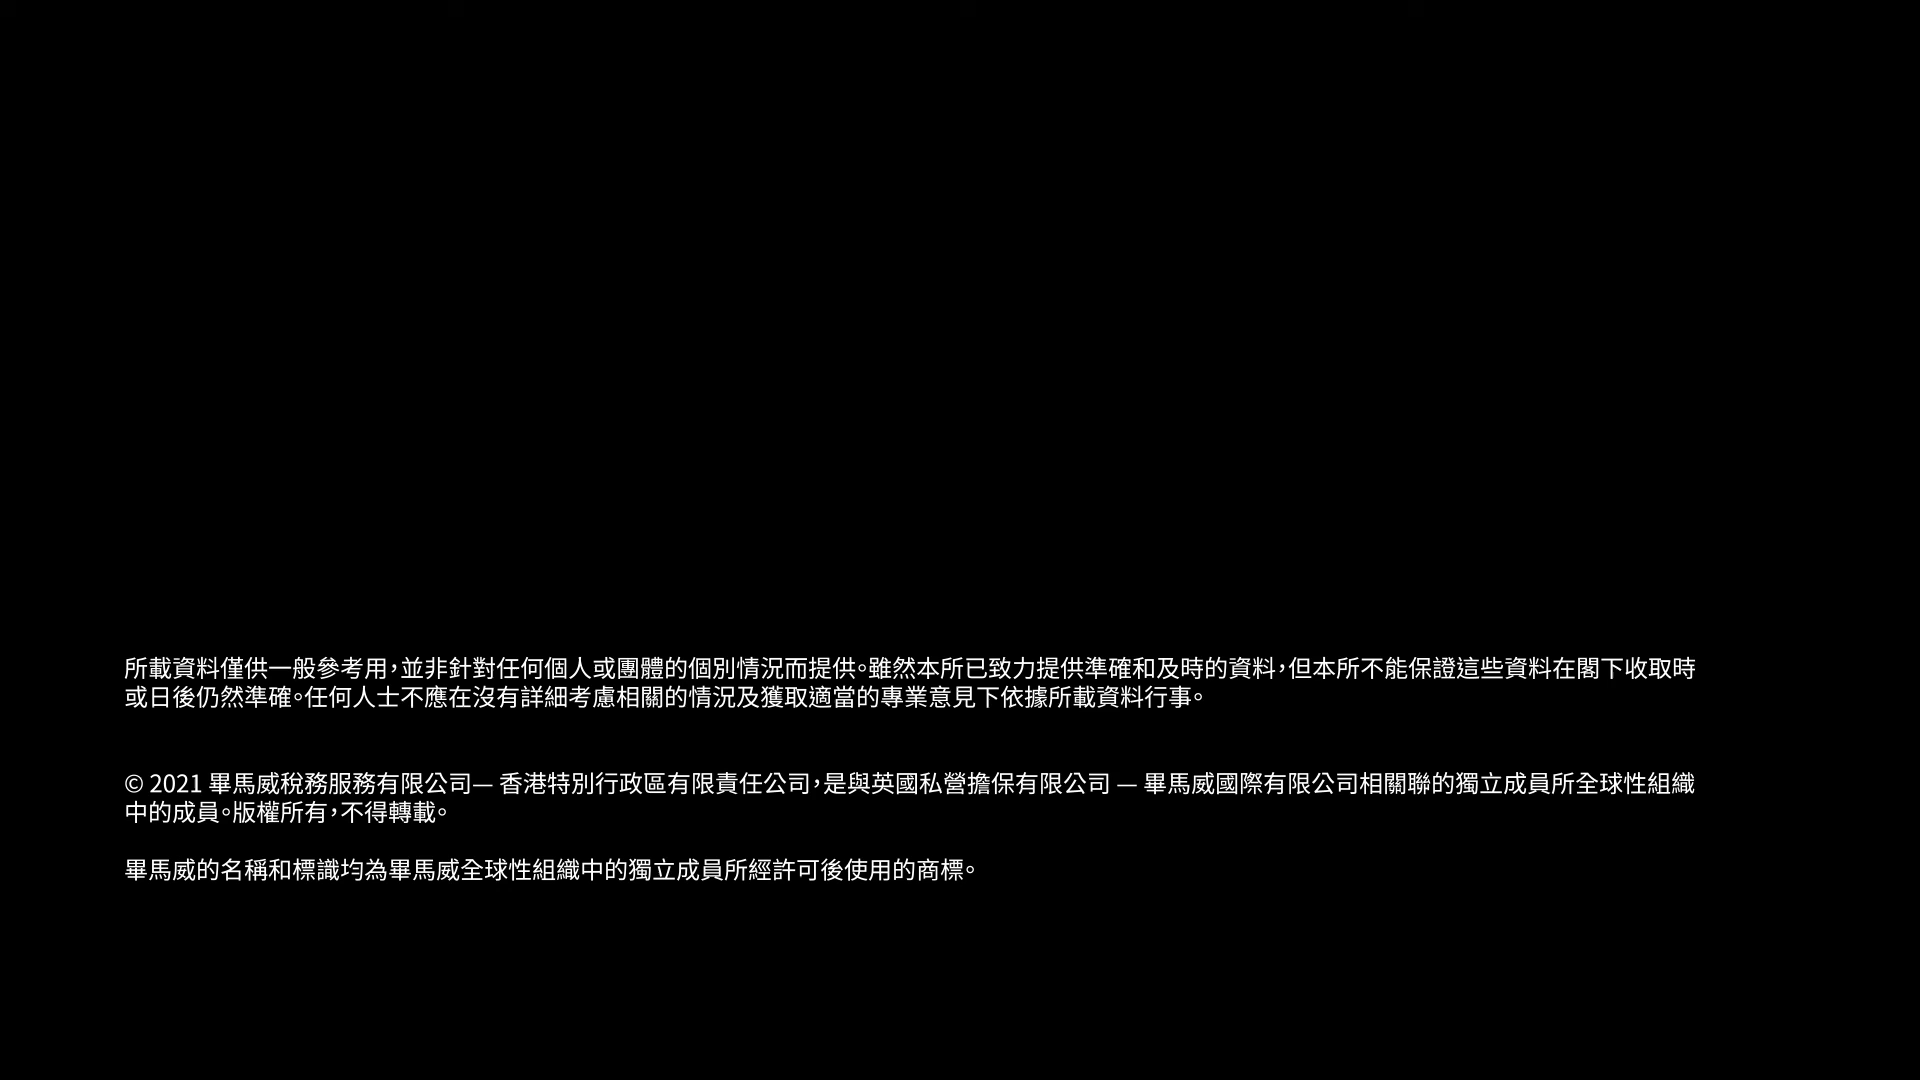 所載資料僅供一般參考用，並非針對任何個人或團體的個別情況而提供。雖然本所已致力提供準確和及時的資料，但本所不能保證這些資料在閣下收取時
或日後仍然準確。任何人士不應在沒有詳細考慮相關的情況及獲取適當的專業意見下依據所載資料行事。
© 2021 畢馬威稅務服務有限公司— 香港特別行政區有限責任公司，是與英國私營擔保有限公司 — 畢馬威國際有限公司相關聯的獨立成員所全球性組織
中的成員。版權所有，不得轉載。
畢馬威的名稱和標識均為畢馬威全球性組織中的獨立成員所經許可後使用的商標。